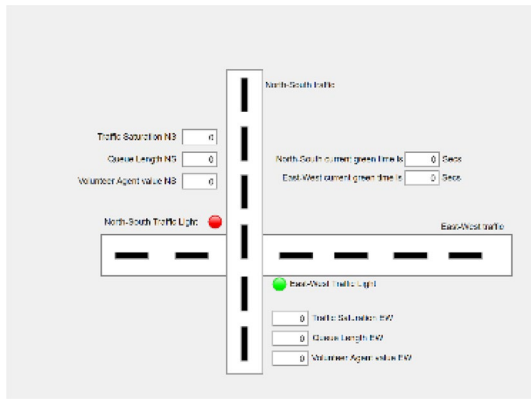 North-South traffic
Traffic Saturation NS 0
Queue Length NS 0
North-South current green time is 0 Secs
Volunteer Agent value NS 0
East-West current green time is 0 Secs
North-South Traffic Light
East-West traffic
East-West Traffic Light
0 Traffic Saturation EW
0 Queue Length EW
0 Volunteer Agent value EW